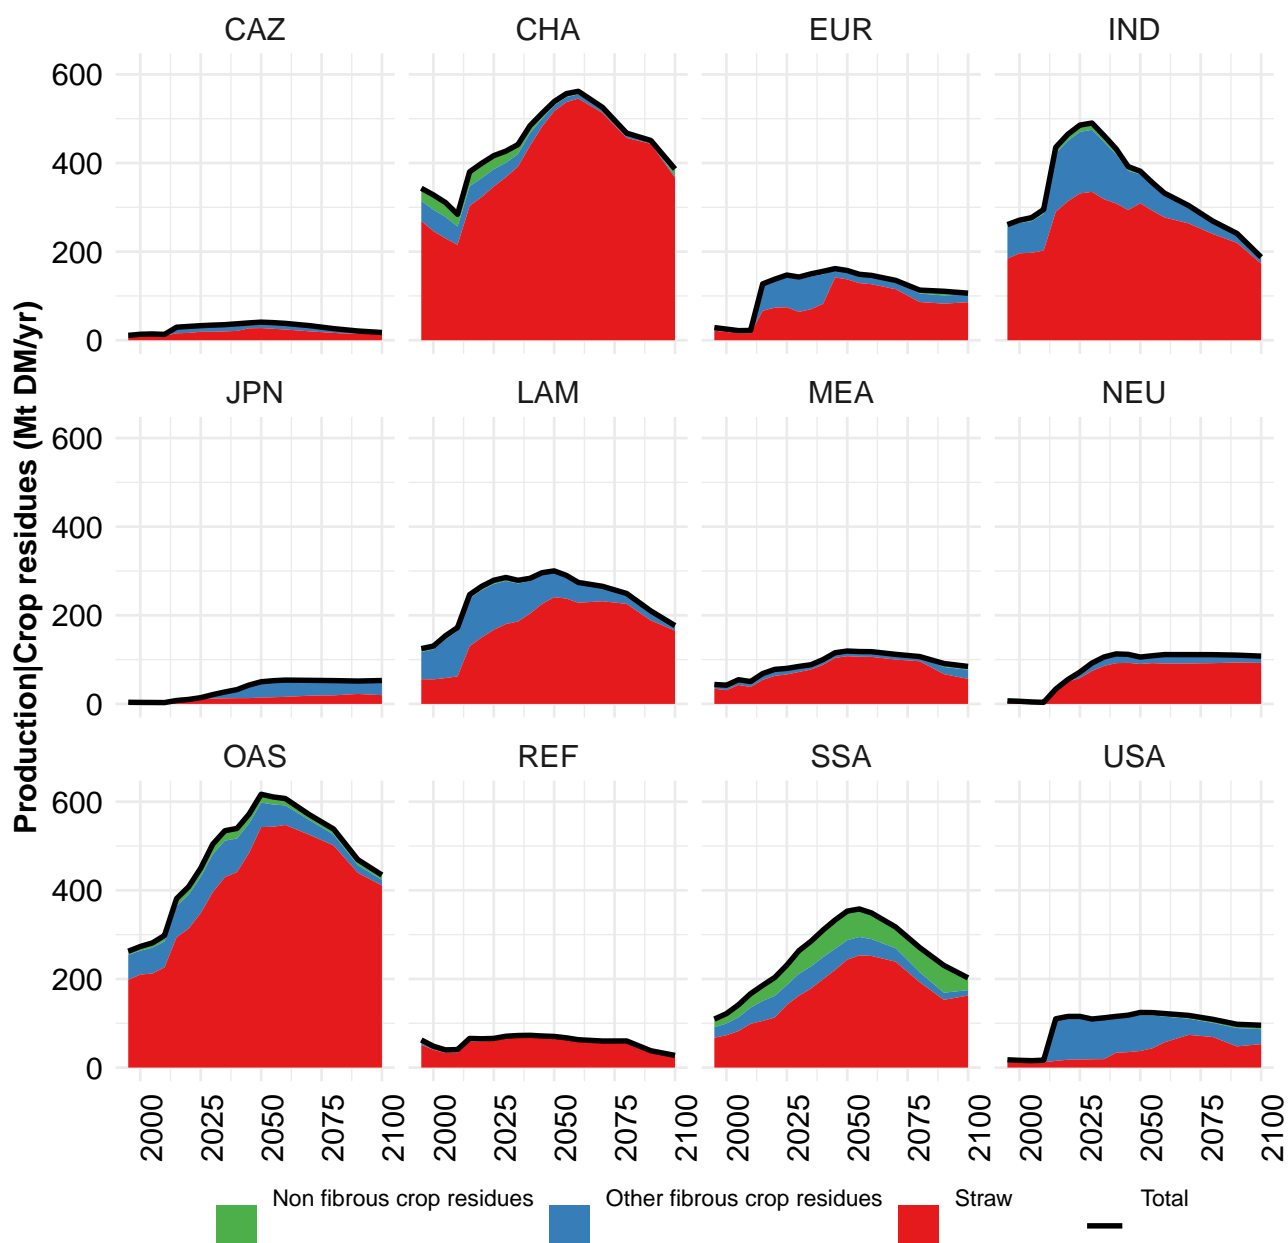 CAZ CHA EUR IND
600
400
200
0
JPN LAM MEA NEU
600
400
200
0
OAS REF SSA USA
600
400
200
0
Production|Crop residues (Mt DM/yr)
2000 2025 2050 2075 2100 2000 2025 2050 2075 2100 2000 2025 2050 2075 2100 2000 2025 2050 2075 2100
Non fibrous crop residues Other fibrous crop residues Straw Total